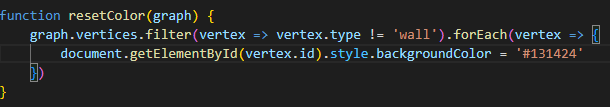 function resetColor(graph) {
    graph.vertices.filter(vertex => vertex.type != 'wall').forEach(vertex => {
        document.getElementById(vertex.id).style.backgroundColor = '#131424'
    })
}